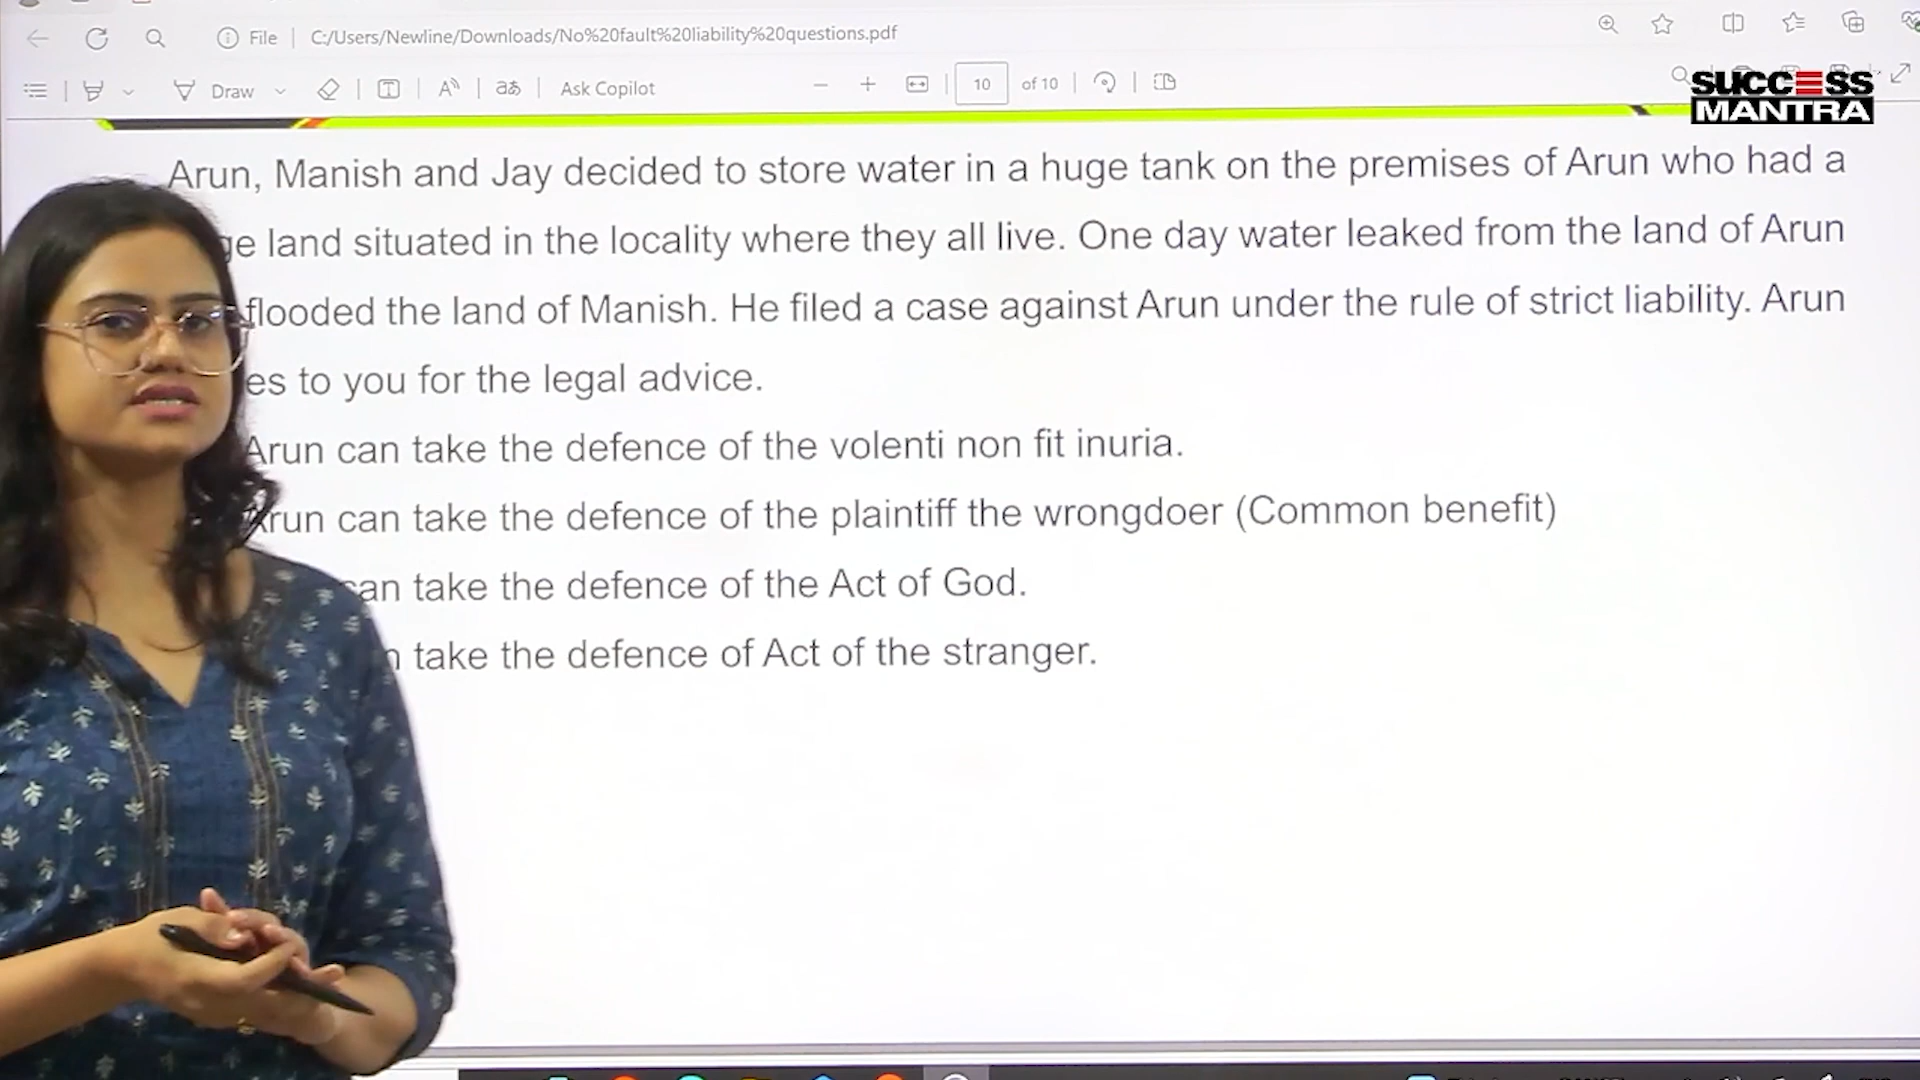 File
C:/Users/Newline/Downloads/No%20fault%20liability%20questions.pdf
Draw
aあ
Ask Copilot
10
of 10
SUCCESS
MANTRA
Arun, Manish and Jay decided to store water in a huge tank on the premises of Arun who had a
land situated in the locality where they all live. One day water leaked from the land of Arun
flooded the land of Manish. He filed a case against Arun under the rule of strict liability. Arun
to you for the legal advice.
Arun can take the defence of the volenti non fit inuria.
Arun can take the defence of the plaintiff the wrongdoer (Common benefit)
can take the defence of the Act of God.
take the defence of Act of the stranger.